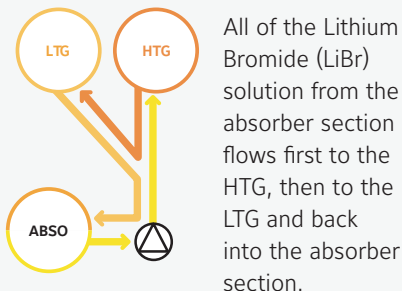 LTG
HTG
ABSO
All of the Lithium
Bromide (LiBr)
solution from the
absorber section
flows first to the
HTG, then to the
LTG and back
into the absorber
section.